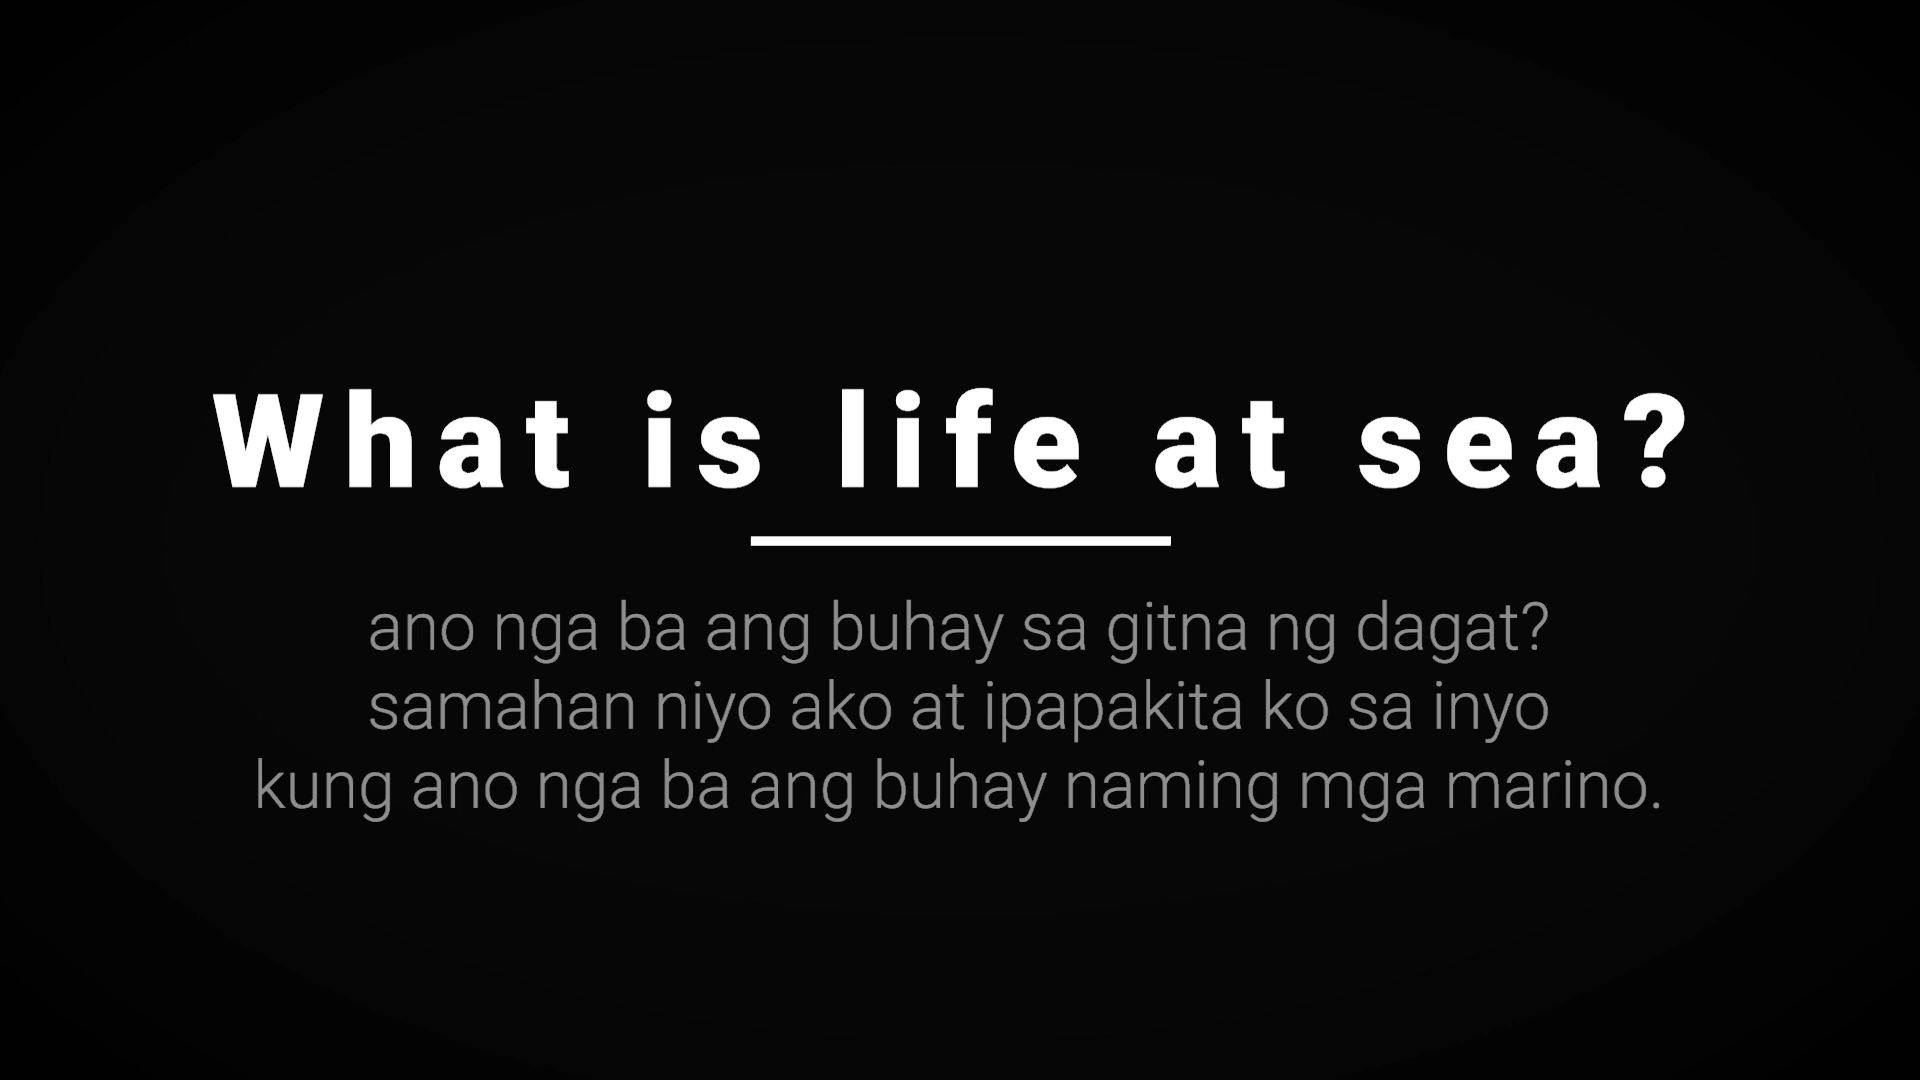 What is life at sea?
ano nga ba ang buhay sa gitna ng dagat?
samahan niyo ako at ipapakita ko sa inyo
kung ano nga ba ang buhay naming mga marino.